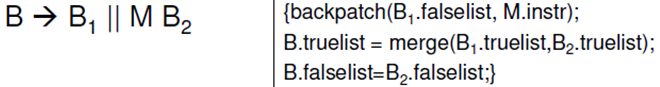 B → B₁ || M B₂
{backpatch(B₁.falselist, M.instr);
B.truelist = merge(B₁.truelist,B₂.truelist);
B.falselist=B₂.falselist;}